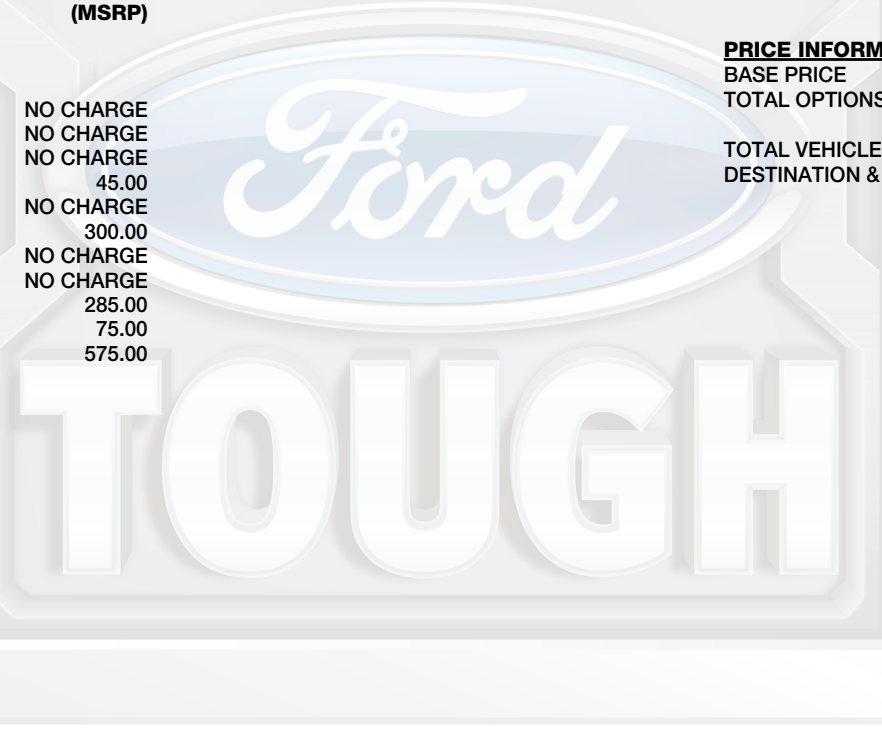 (MSRP)
NO CHARGE
NO CHARGE
NO CHARGE
45.00
NO CHARGE
300.00
NO CHARGE
NO CHARGE
285.00
75.00
575.00
PRICE INFORM
BASE PRICE
TOTAL OPTIONS
TOTAL VEHICLE
DESTINATION &
Ford
TOUGH